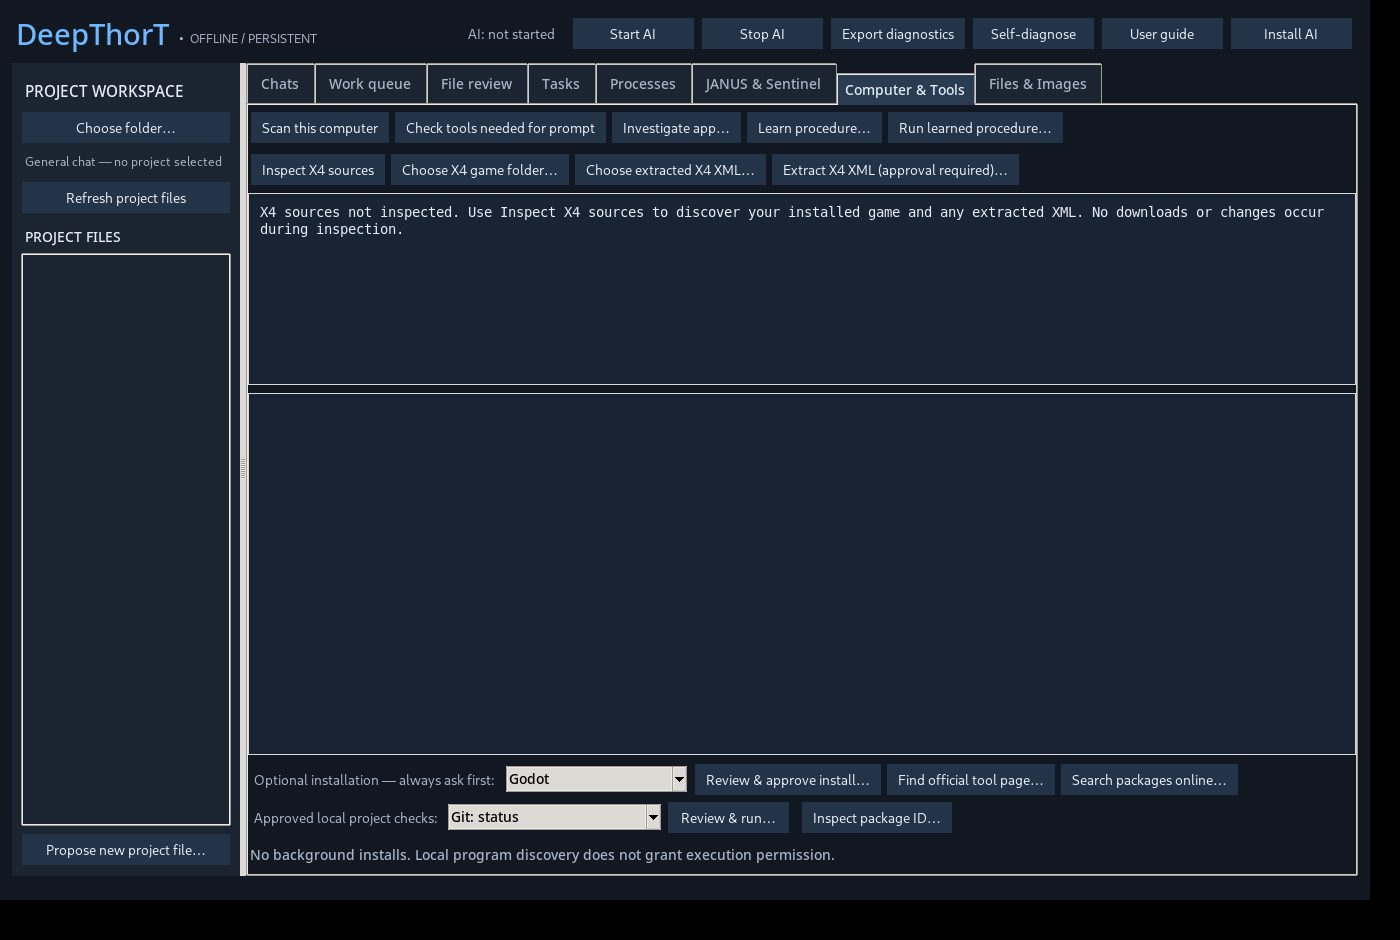 DeepThorT • OFFLINE / PERSISTENT
AI: not started
Start AI
Stop AI
Export diagnostics
Self-diagnose
User guide
Install AI
PROJECT WORKSPACE
Choose folder...
General chat — no project selected
Refresh project files
PROJECT FILES
Propose new project file...
Chats
Work queue
File review
Tasks
Processes
JANUS & Sentinel
Computer & Tools
Files & Images
Scan this computer
Check tools needed for prompt
Investigate app...
Learn procedure...
Run learned procedure...
Inspect X4 sources
Choose X4 game folder...
Choose extracted X4 XML...
Extract X4 XML (approval required)...
X4 sources not inspected. Use Inspect X4 sources to discover your installed game and any extracted XML. No downloads or changes occur
during inspection.
Optional installation — always ask first:
Godot
Review & approve install...
Find official tool page...
Search packages online...
Approved local project checks:
Git: status
Review & run...
Inspect package ID...
No background installs. Local program discovery does not grant execution permission.